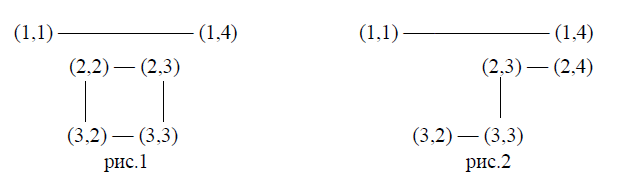 (1,1) (1,4) (1,1) (1,4)
(2,2) (2,3) (2,3) (2,4)
(3,2) (3,3) (3,2) (3,3)
рис.1 рис.2